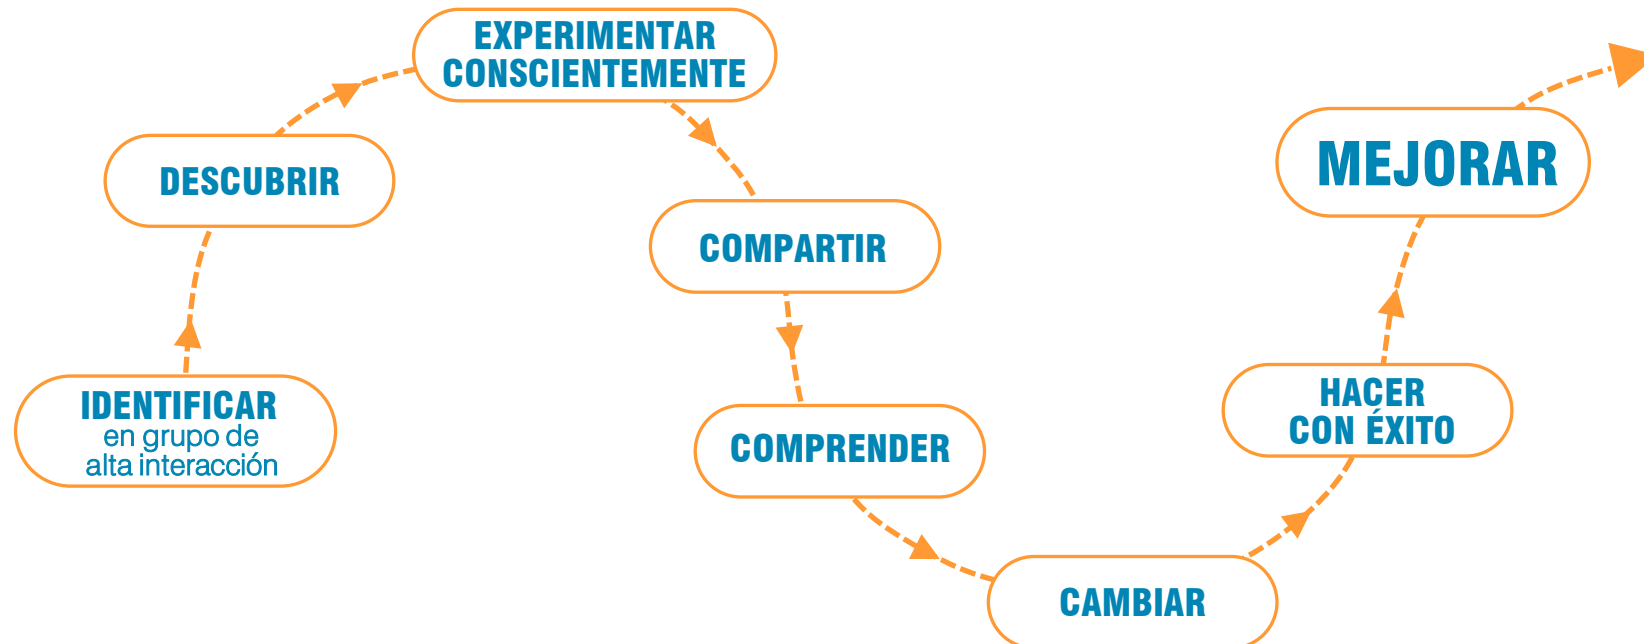 IDENTIFICAR
en grupo de
alta interacción
DESCUBRIR
EXPERIMENTAR
CONSCIENTEMENTE
COMPARTIR
COMPRENDER
CAMBIAR
HACER
CON ÉXITO
MEJORAR